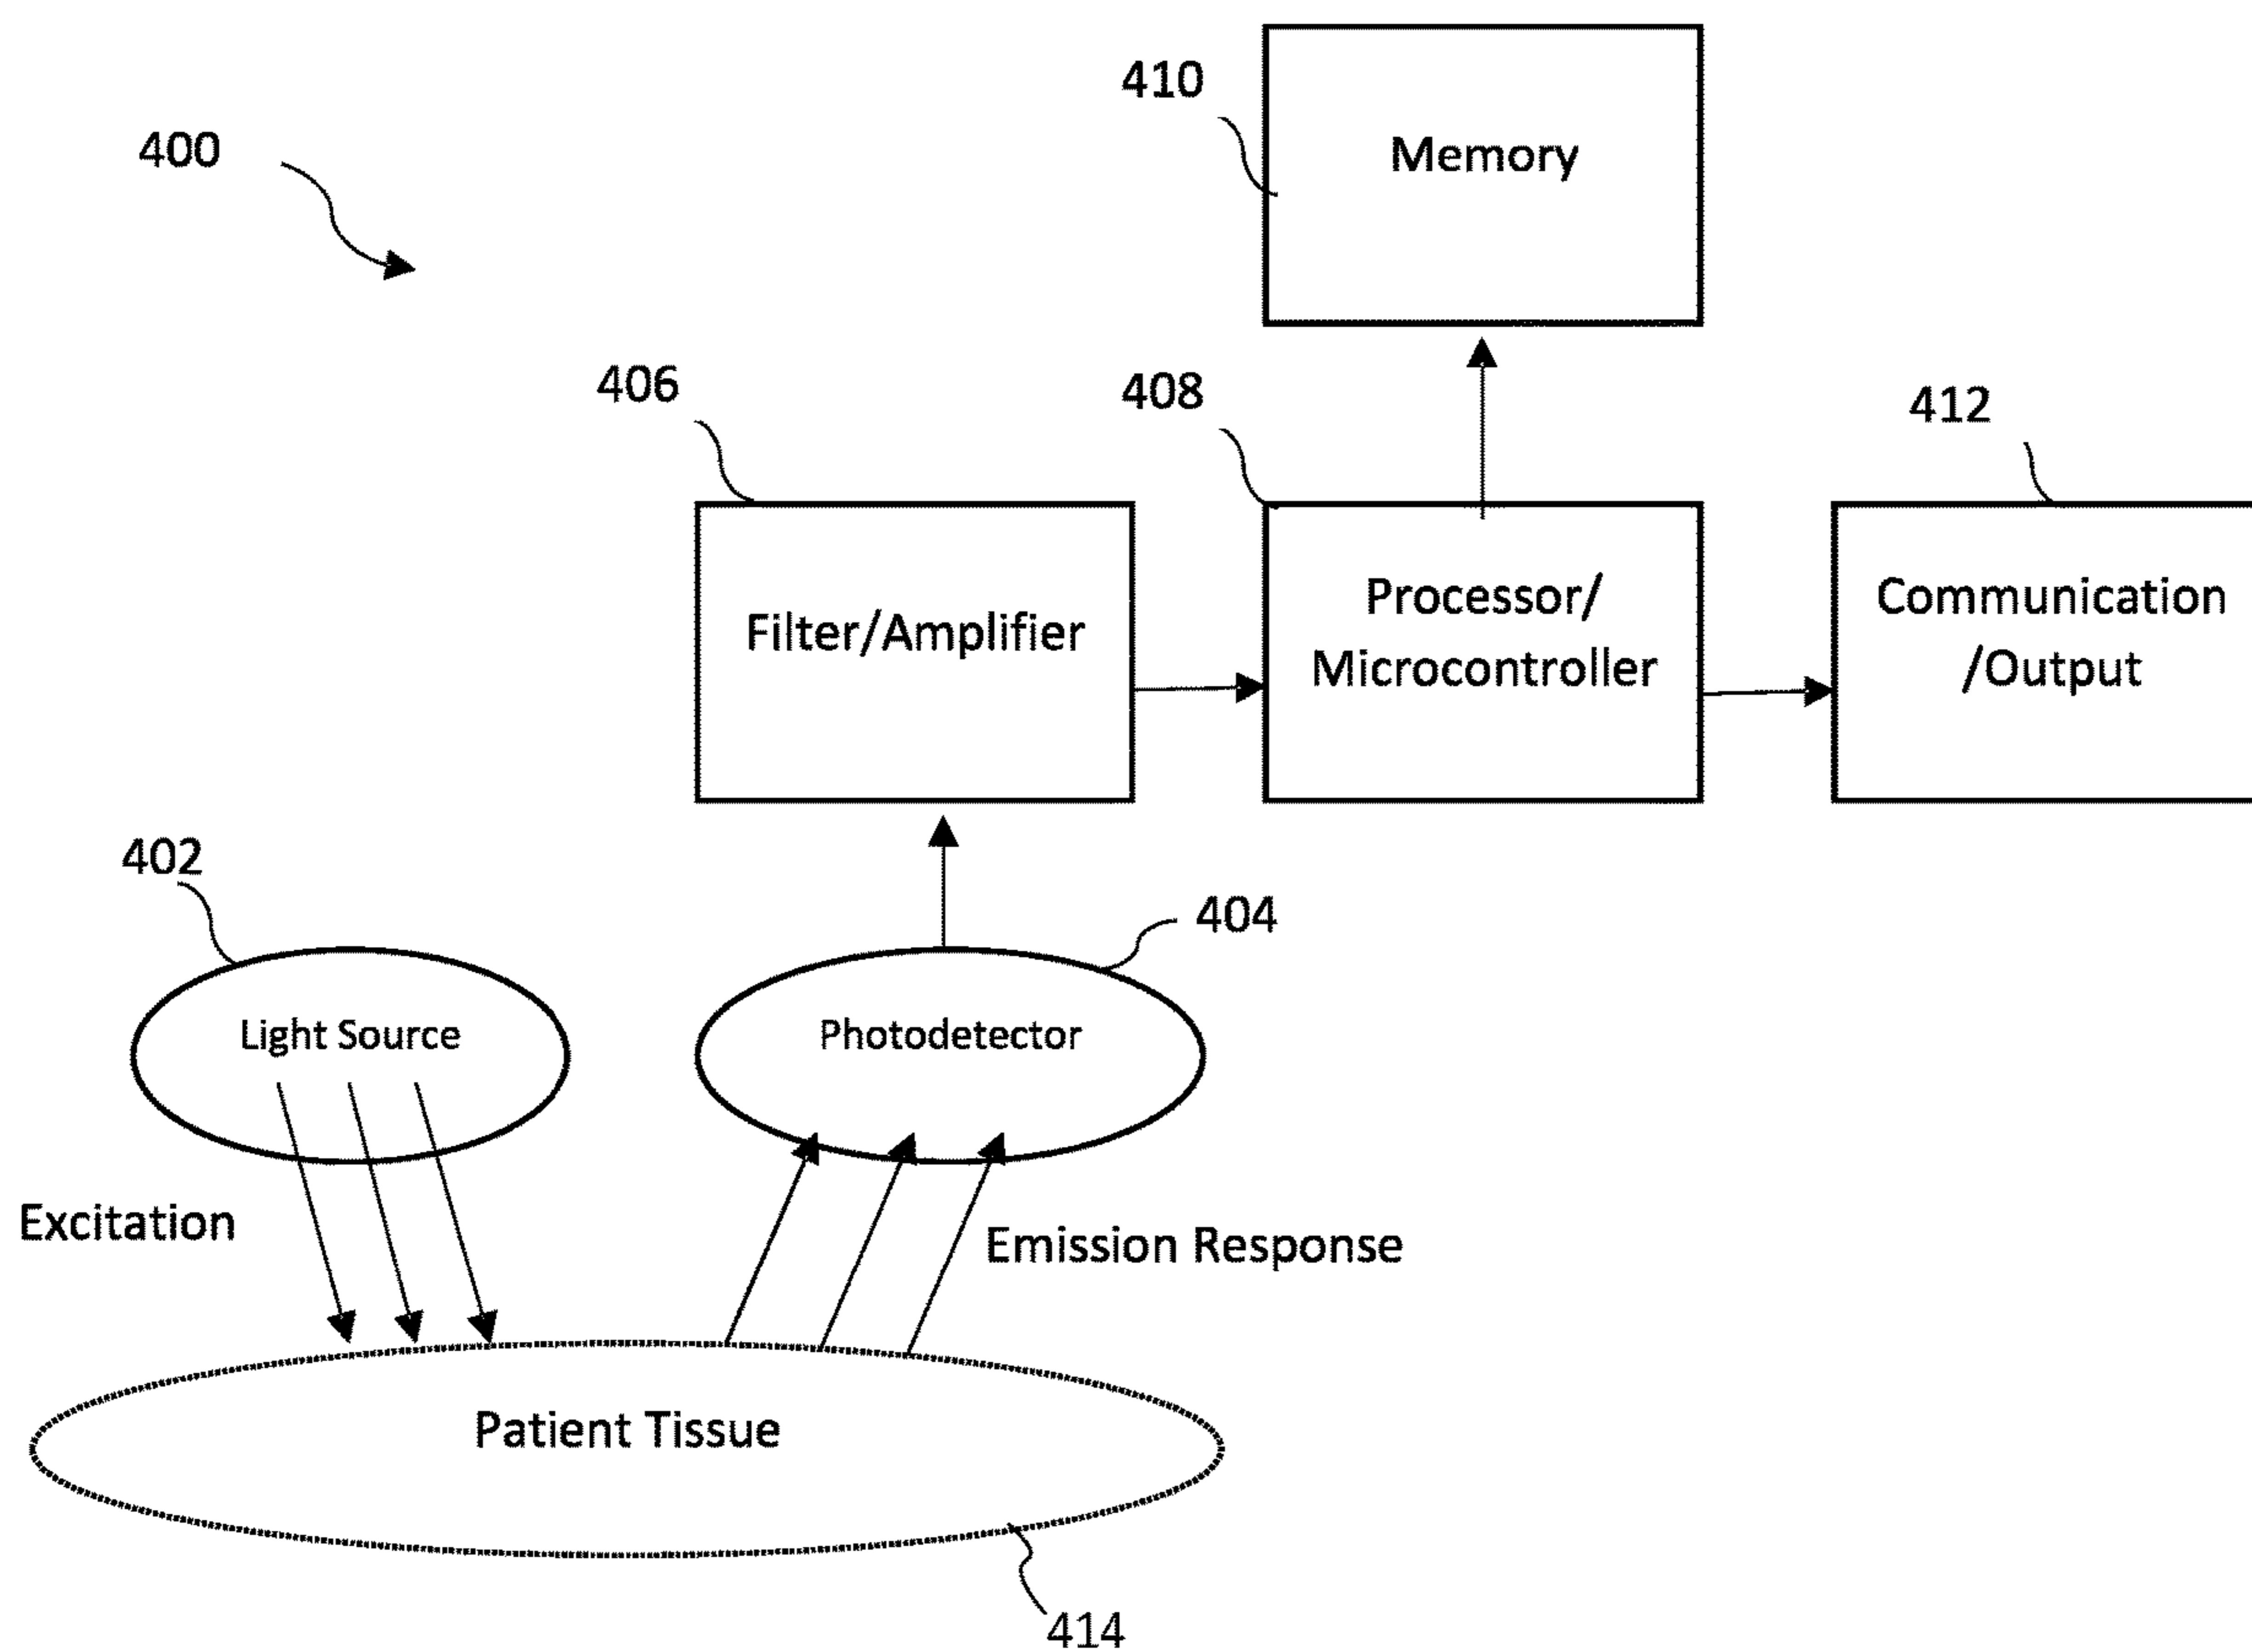 410
Memory
400
406
408
412
Filter/Amplifier
Processor/
Microcontroller
Communication
/Output
402
404
Light Source
Photodetector
Excitation
Emission Response
Patient Tissue
414